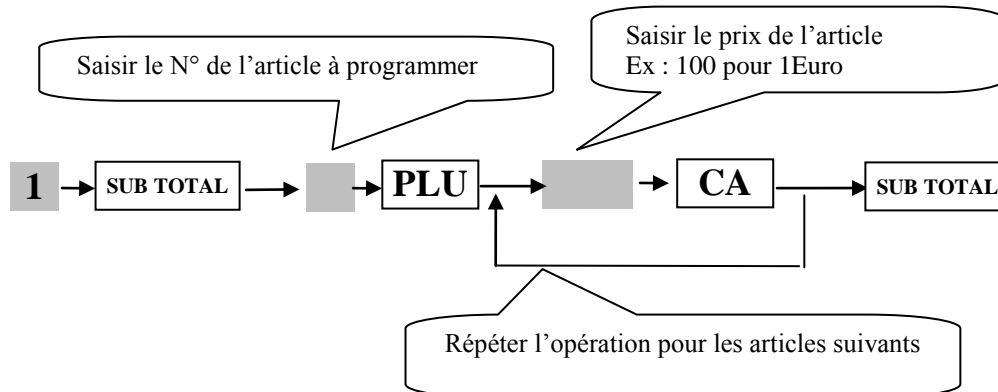 Saisir le N° de l’article à programmer
Saisir le prix de l’article
Ex : 100 pour 1Euro
1 SUB TOTAL PLU CA SUB TOTAL
Répéter l’opération pour les articles suivants